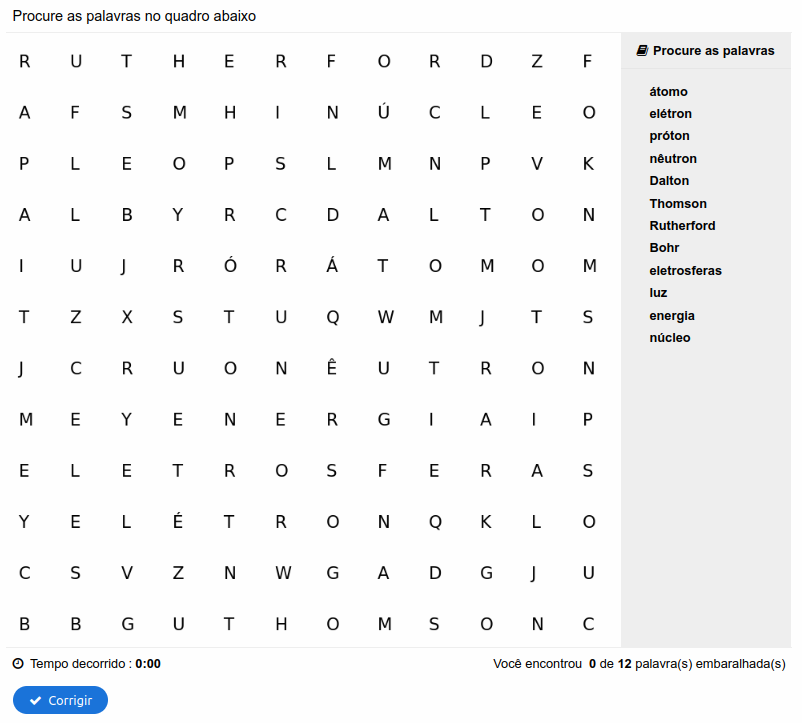 Procure as palavras no quadro abaixo
R U T H E R F O R D Z F
A F S M H I N Ú C L E O
P L E O P S L M N P V K
A L B Y R C D A L T O N
I U J R Ó R Á T O M O M
T Z X S T U Q W M J T S
J C R U O N Ê U T R O N
M E Y E N E R G I A I P
E L E T R O S F E R A S
Y E L É T R O N Q K L O
C S V Z N W G A D G J U
B B G U T H O M S O N C
Procure as palavras
átomo
elétron
próton
nêutron
Dalton
Thomson
Rutherford
Bohr
eletrosferas
luz
energia
núcleo
Tempo decorrido : 0:00
Você encontrou 0 de 12 palavra(s) embaralhada(s)
Corrigir